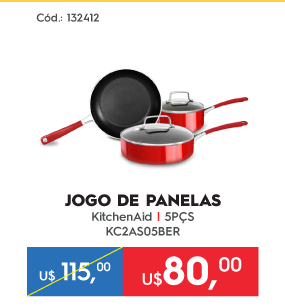 Cód.: 132412
JOGO DE PANELAS
KitchenAid | 5PÇS
KC2AS05BER
U$ 115,00
U$ 80,00